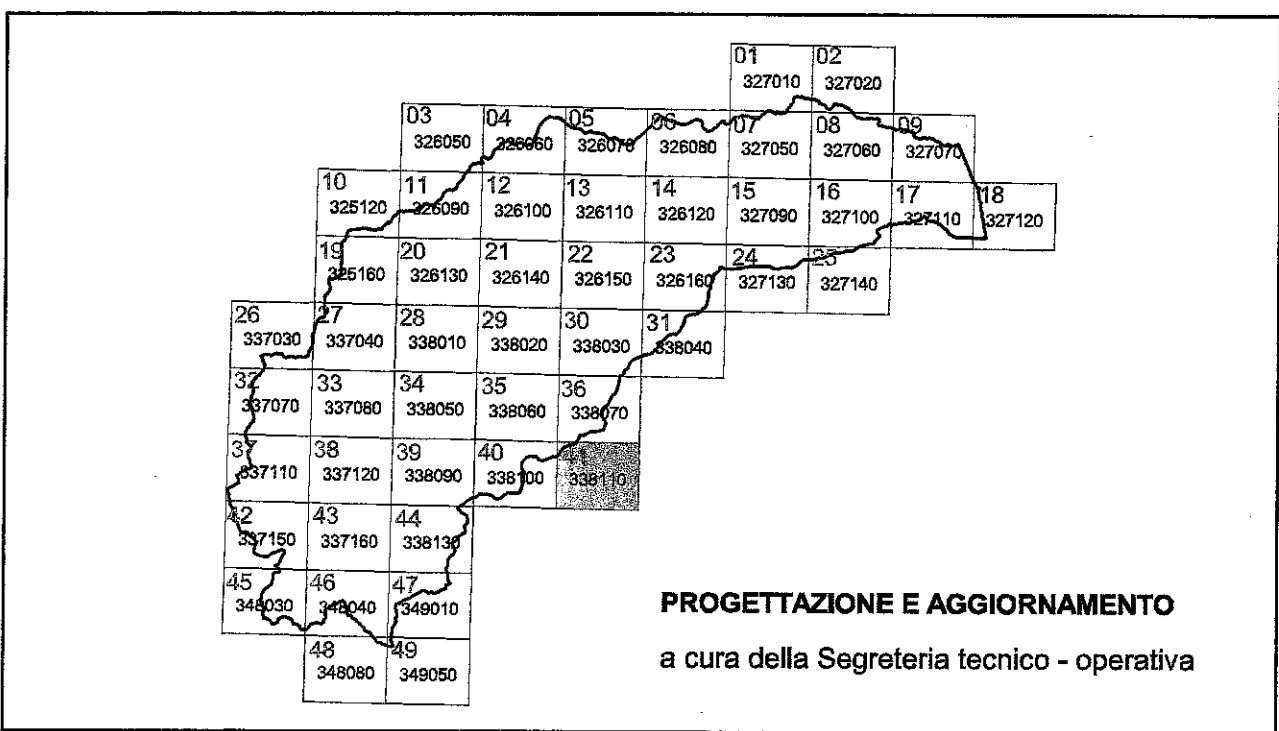 01 02
327010 327020
03 04 05 06 07 08 09
326050 326060 326070 326080 327050 327060 327070
10 11 12 13 14 15 16 17 18
325120 326090 326100 326110 326120 327090 327100 327110 327120
19 20 21 22 23 24 25
325160 326130 326140 326150 326160 327130 327140
26 27 28 29 30 31
337030 337040 338010 338020 338030 338040
32 33 34 35 36
337070 337080 338050 338060 338070
37 38 39 40 41
337110 337120 338090 338100 338110
42 43 44
337150 337160 338130
45 46 47
348030 348040 349010
48 49
348080 349050
PROGETTAZIONE E AGGIORNAMENTO
a cura della Segreteria tecnico - operativa